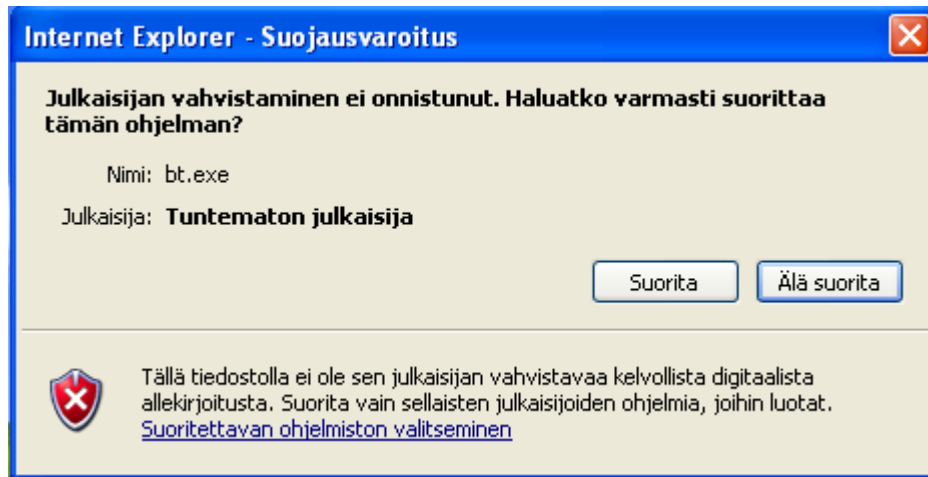 Internet Explorer - Suojausvaroitus
Julkaisijan vahvistaminen ei onnistunut. Haluatko varmasti suorittaa
tämän ohjelman?
Nimi: bt.exe
Julkaisija: Tuntematon julkaisija
Suorita
Älä suorita
Tällä tiedostolla ei ole sen julkaisijan vahvistavaa kelvollista digitaalista
allekirjoitusta. Suorita vain sellaisten julkaisijoiden ohjelmia, joihin luotat.
Suoritettavan ohjelmiston valitseminen